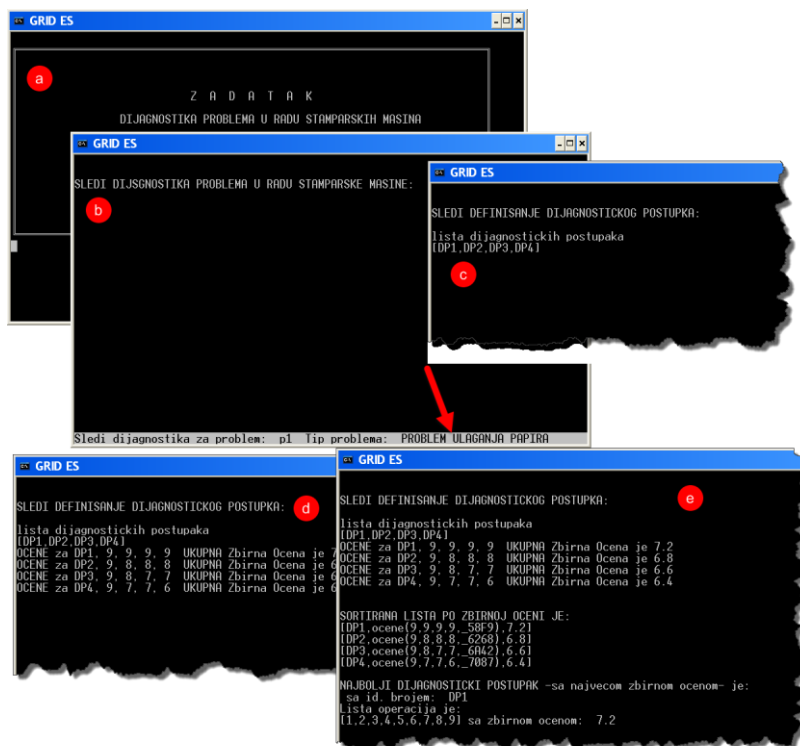 GRID ES
a
Z A D A T A K
DIJAGNOSTIKA PROBLEMA U RADU STAMPARSKIH MASINA
GRID ES
SLEDI DIJSGNOSTIKA PROBLEMA U RADU STAMPARSKE MASINE:
b
Sledi dijagnostika za problem: p1 Tip problema: PROBLEM ULAGANJA PAPIRA
GRID ES
SLEDI DEFINISANJE DIJAGNOSTICKOG POSTUPKA:
lista dijagnostickih postupaka
[DP1,DP2,DP3,DP4]
c
GRID ES
SLEDI DEFINISANJE DIJAGNOSTICKOG POSTUPKA:
d
lista dijagnostickih postupaka
[DP1,DP2,DP3,DP4]
OCENE za DP1, 9, 9, 9, 9 UKUPNA Zbirna Ocena je 7
OCENE za DP2, 9, 8, 8, 8 UKUPNA Zbirna Ocena je 6
OCENE za DP3, 9, 8, 7, 7 UKUPNA Zbirna Ocena je 6
OCENE za DP4, 9, 7, 7, 6 UKUPNA Zbirna Ocena je 6
GRID ES
SLEDI DEFINISANJE DIJAGNOSTICKOG POSTUPKA:
e
lista dijagnostickih postupaka
[DP1,DP2,DP3,DP4]
OCENE za DP1, 9, 9, 9, 9 UKUPNA Zbirna Ocena je 7.2
OCENE za DP2, 9, 8, 8, 8 UKUPNA Zbirna Ocena je 6.8
OCENE za DP3, 9, 8, 7, 7 UKUPNA Zbirna Ocena je 6.6
OCENE za DP4, 9, 7, 7, 6 UKUPNA Zbirna Ocena je 6.4
SORTIRANA LISTA PO ZBIRNOJ OCENI JE:
[DP1,ocene(9,9,9,9,_58F9),7.2]
[DP2,ocene(9,8,8,8,_6268),6.8]
[DP3,ocene(9,8,7,7,_6A42),6.6]
[DP4,ocene(9,7,7,6,_7087),6.4]
NAJBOLJI DIJAGNOSTICKI POSTUPAK -sa najvecom zbirnom ocenom- je:
sa id. brojem: DP1
Lista operacija je:
[1,2,3,4,5,6,7,8,9] sa zbirnom ocenom: 7.2